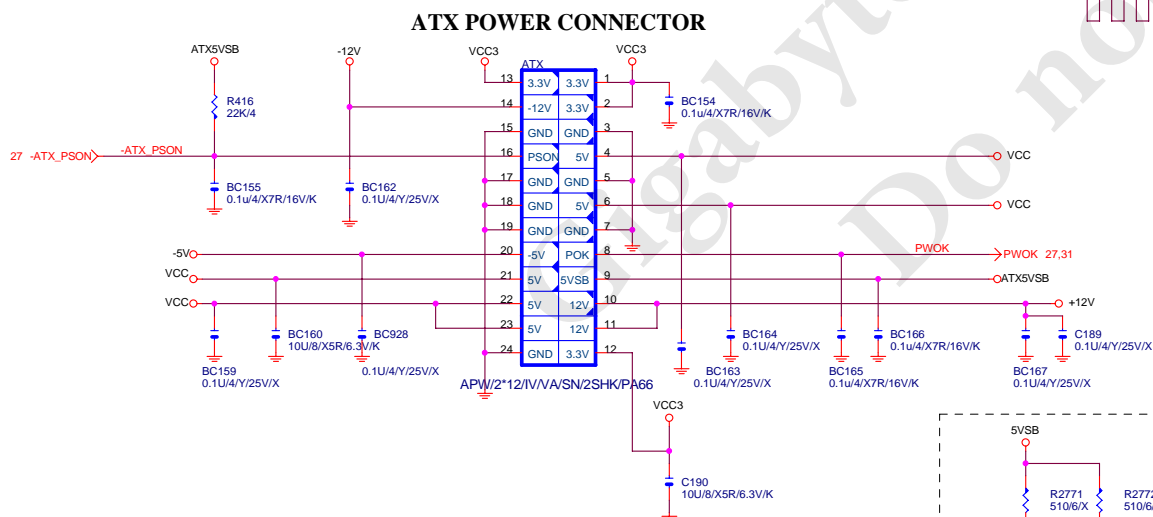 ATX POWER CONNECTOR
ATX5VSB
-12V
VCC3
VCC3
ATX
13 3.3V 3.3V 1
14 -12V 3.3V 2
15 GND GND 3
16 PSON 5V 4
17 GND GND 5
18 GND 5V 6
19 GND GND 7
20 -5V POK 8
21 5V 5VSB 9
22 5V 12V 10
23 5V 12V 11
24 GND 3.3V 12
APW/2*12/IV/VA/SN/2SHK/PA66
R416
22K/4
BC154
0.1u/4/X7R/16V/K
27 -ATX_PSON
-ATX_PSON
VCC
BC155
0.1u/4/X7R/16V/K
BC162
0.1U/4/Y/25V/X
VCC
-5V
PWOK
PWOK 27,31
VCC
ATX5VSB
VCC
+12V
BC159
0.1U/4/Y/25V/X
BC160
10U/8/X5R/6.3V/K
BC928
0.1U/4/Y/25V/X
BC163
0.1U/4/Y/25V/X
BC164
0.1U/4/Y/25V/X
BC165
0.1u/4/X7R/16V/K
BC166
0.1u/4/X7R/16V/K
BC167
0.1U/4/Y/25V/X
C189
0.1U/4/Y/25V/X
VCC3
C190
10U/8/X5R/6.3V/K
5VSB
R2771
510/6/X
R2772
510/6/
Gigabyte
Do no